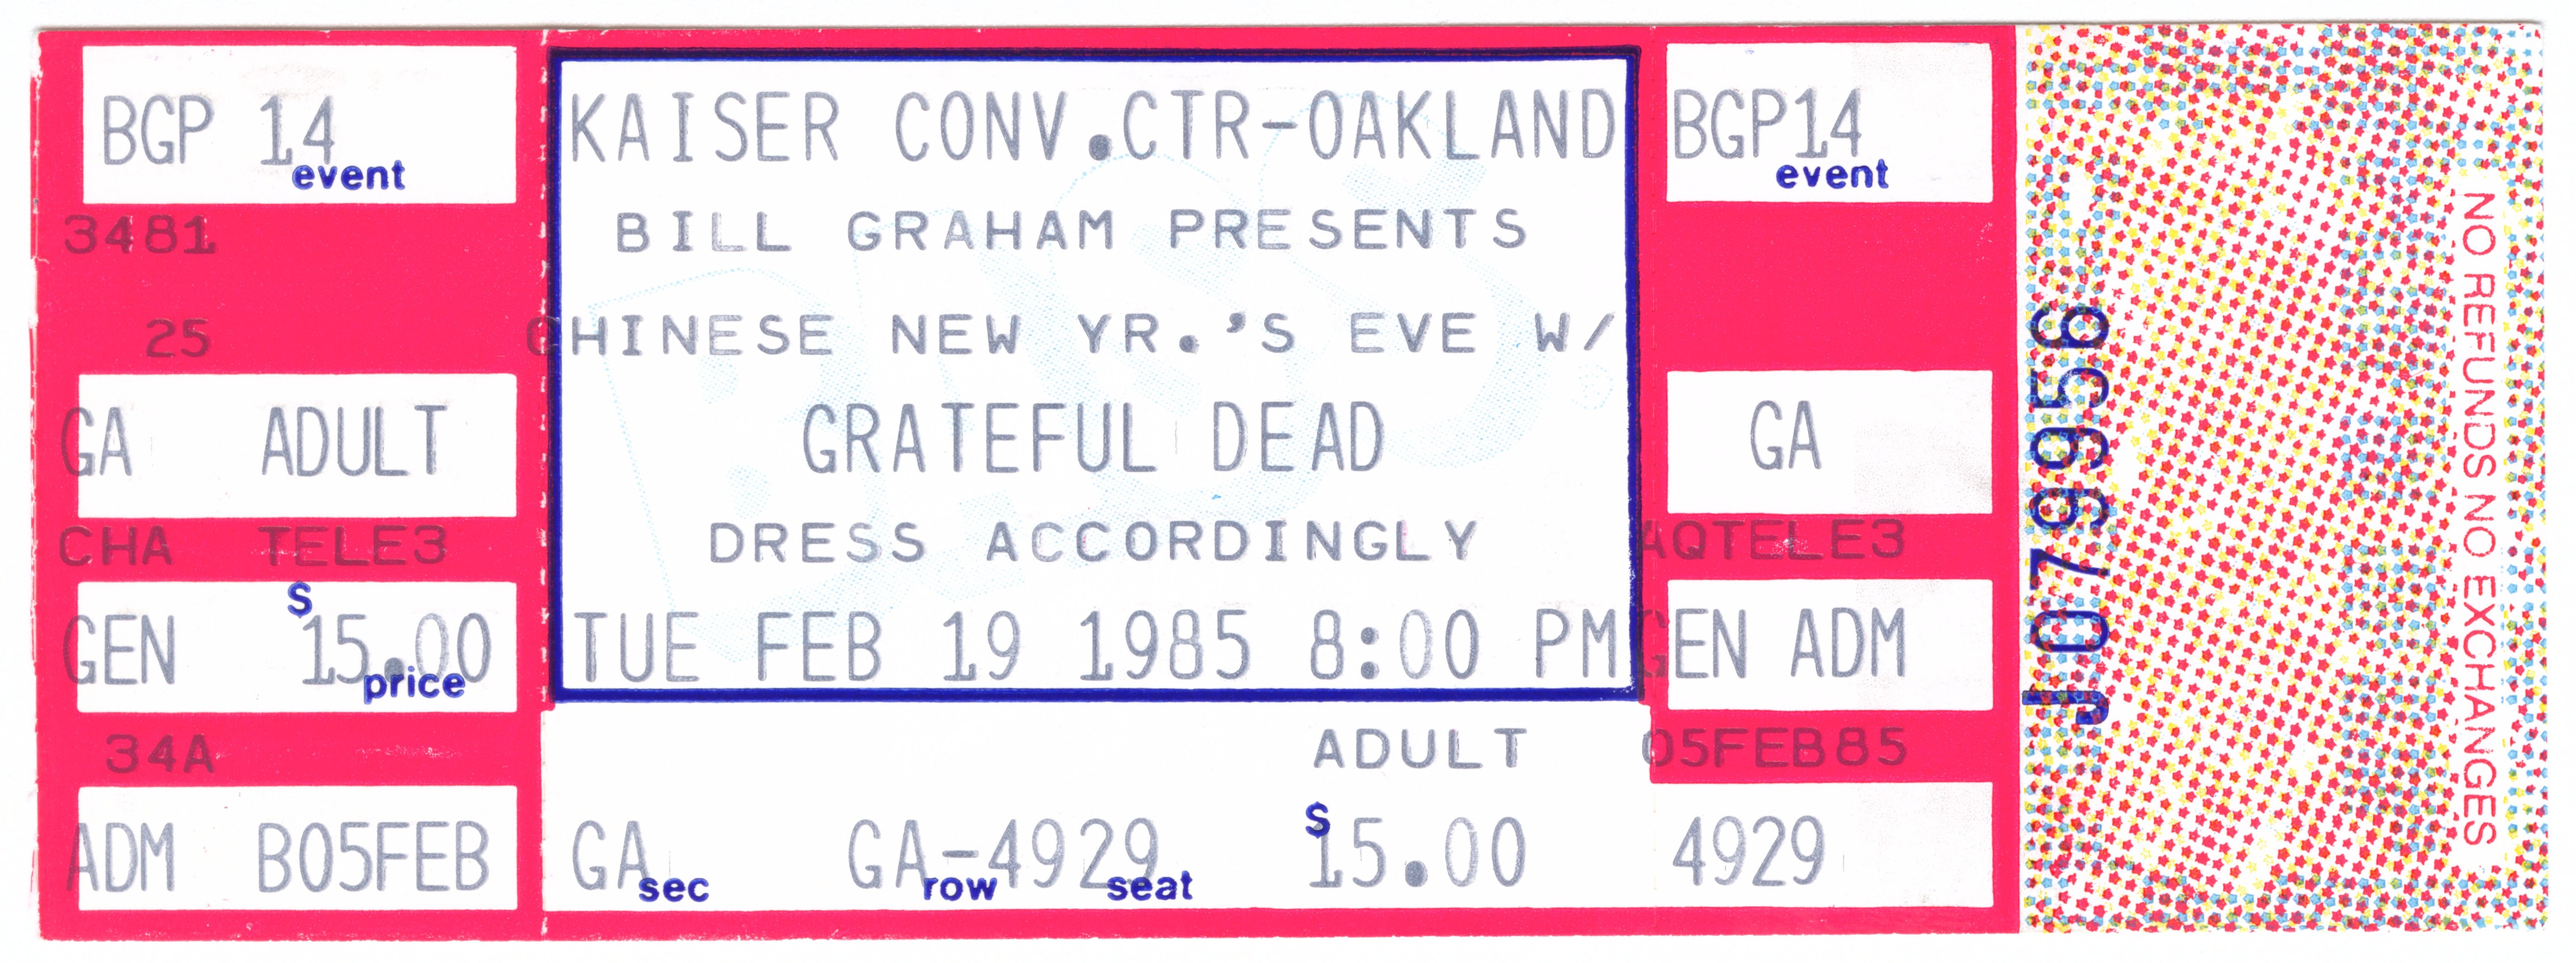 BGP 14
event
3481
25
GA ADULT
CHA TELE3
$
GEN 15.00
price
34A
ADM B05FEB
KAISER CONV.CTR-OAKLAND
BILL GRAHAM PRESENTS
CHINESE NEW YR.'S EVE W/
GRATEFUL DEAD
DRESS ACCORDINGLY
TUE FEB 19 1985 8:00 PM
ADULT
GA GA-4929 $15.00
sec row seat
BGP14
event
GA
AQTELE3
GEN ADM
05FEB85
4929
J0799956
NO REFUNDS NO EXCHANGES